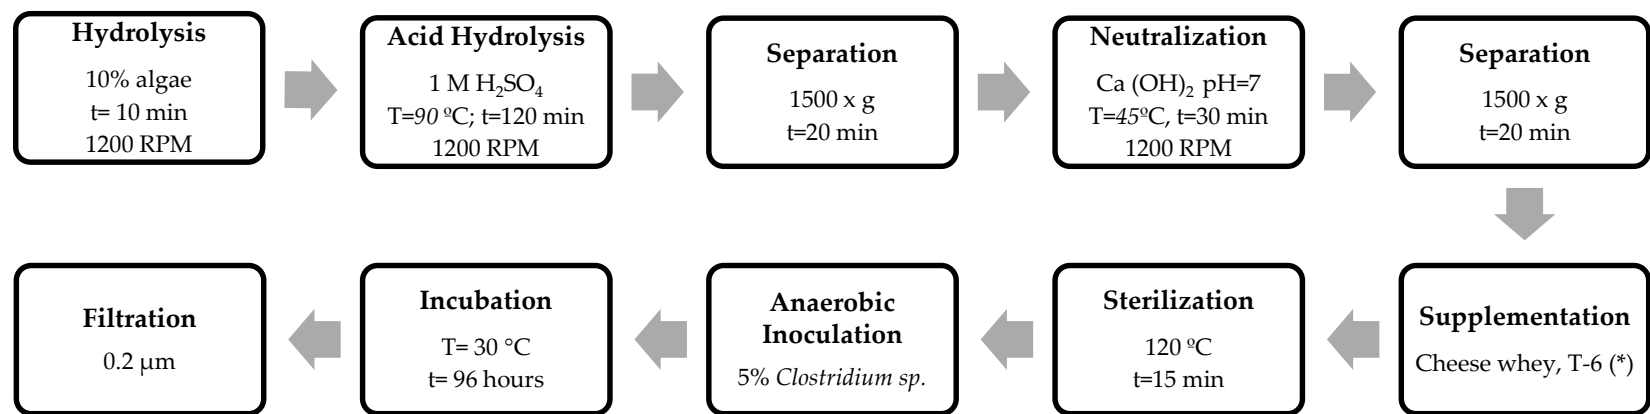 Hydrolysis
10% algae
t= 10 min
1200 RPM
Acid Hydrolysis
1 M H₂SO₄
T=90 ºC; t=120 min
1200 RPM
Separation
1500 x g
t=20 min
Neutralization
Ca (OH)₂ pH=7
T=45ºC, t=30 min
1200 RPM
Separation
1500 x g
t=20 min
Supplementation
Cheese whey, T-6 (*)
Sterilization
120 ºC
t=15 min
Anaerobic
Inoculation
5% Clostridium sp.
Incubation
T= 30 °C
t= 96 hours
Filtration
0.2 µm